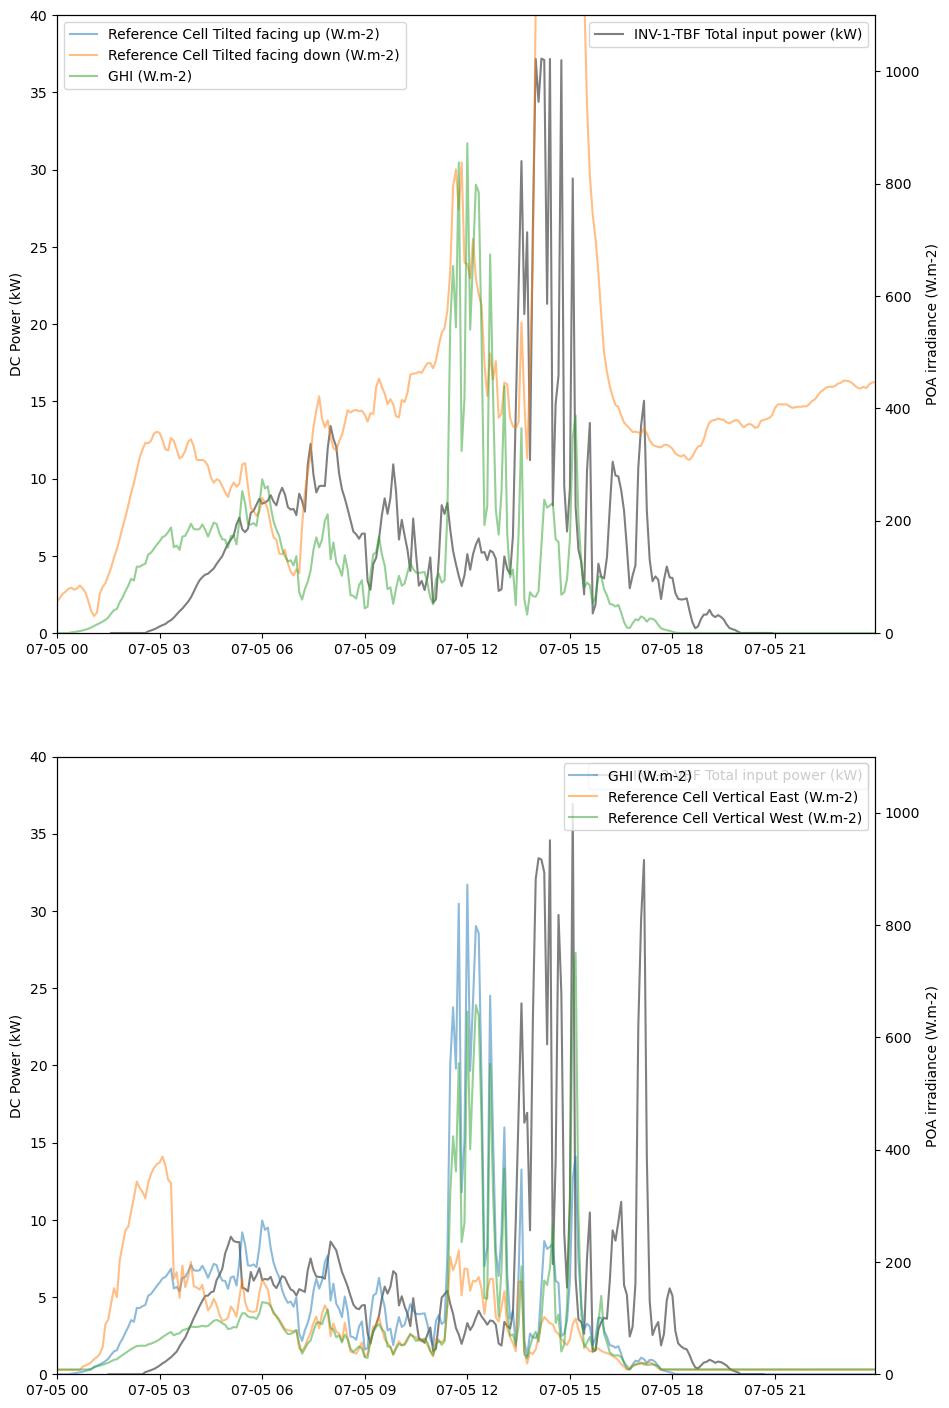 40
35
30
25
20
15
10
5
0
DC Power (kW)
Reference Cell Tilted facing up (W.m-2)
Reference Cell Tilted facing down (W.m-2)
GHI (W.m-2)
INV-1-TBF Total input power (kW)
1000
800
600
400
200
0
POA irradiance (W.m-2)
07-05 00 07-05 03 07-05 06 07-05 09 07-05 12 07-05 15 07-05 18 07-05 21
40
35
30
25
20
15
10
5
0
DC Power (kW)
GHI (W.m-2)
Total input power (kW)
Reference Cell Vertical East (W.m-2)
Reference Cell Vertical West (W.m-2)
1000
800
600
400
200
0
POA irradiance (W.m-2)
07-05 00 07-05 03 07-05 06 07-05 09 07-05 12 07-05 15 07-05 18 07-05 21